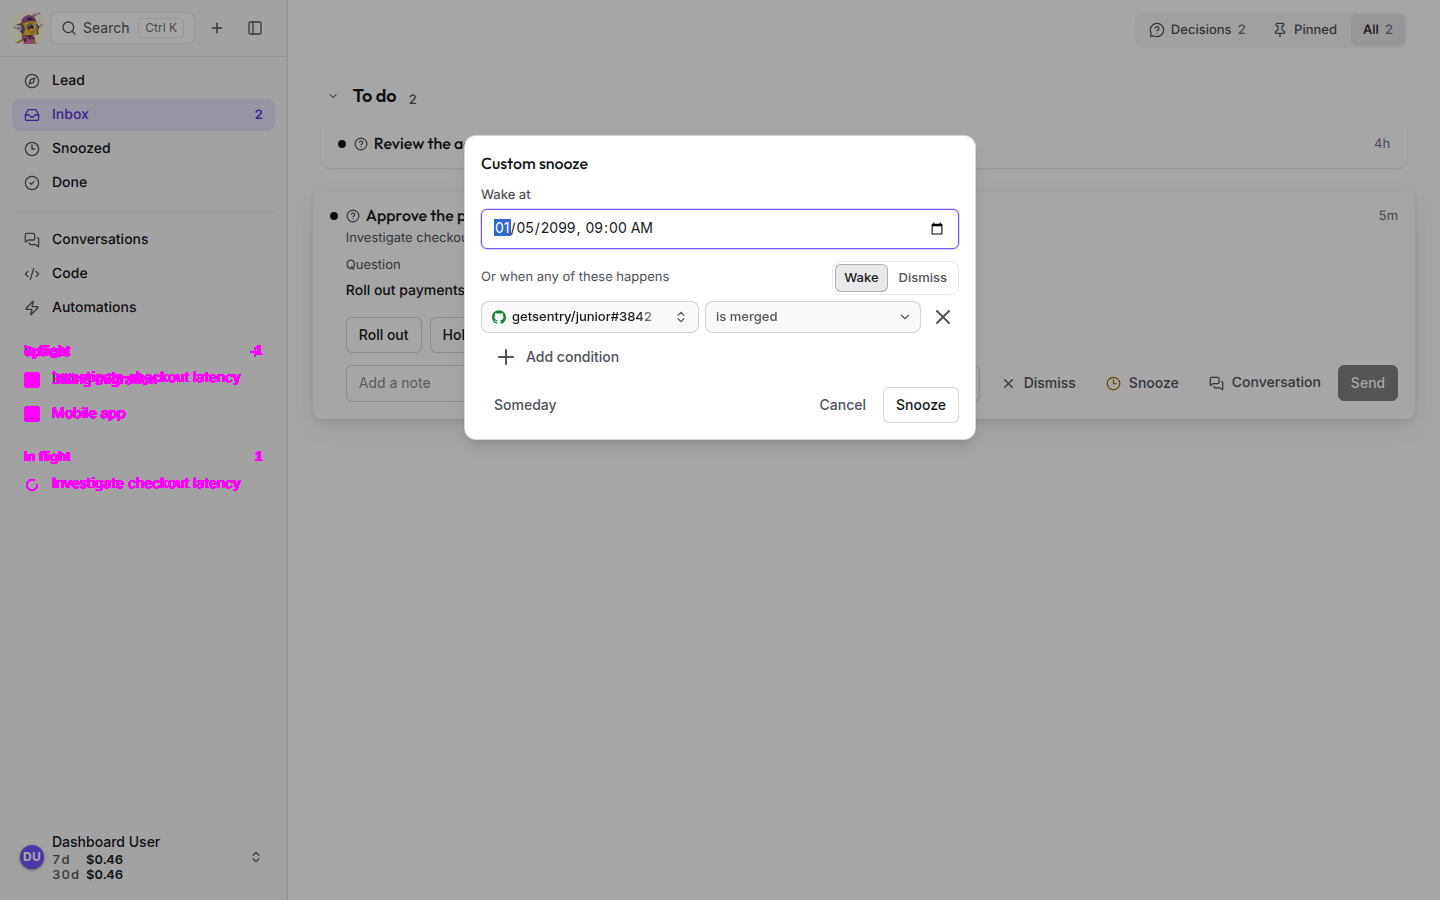 Search Ctrl K
Decisions 2 Pinned All 2
Lead
Inbox 2
Snoozed
Done
Conversations
Code
Automations
Investigate checkout latency
Mobile app
In flight 1
Investigate checkout latency
Dashboard User
DU
7d $0.46
30d $0.46
To do 2
Review the a
4h
Approve the p
5m
Investigate checkou
Question
Roll out payments
Roll out Hol
Add a note
Dismiss Snooze Conversation Send
Custom snooze
Wake at
01/05/2099, 09:00 AM
Or when any of these happens Wake Dismiss
getsentry/junior#3842 is merged
Add condition
Someday Cancel Snooze